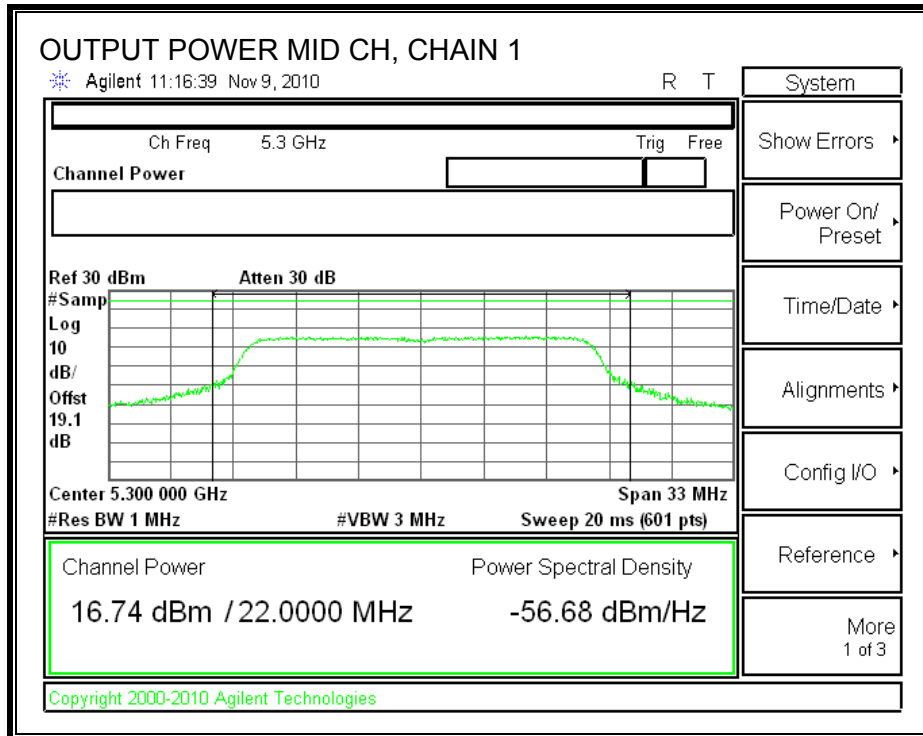 OUTPUT POWER MID CH, CHAIN 1
Agilent 11:16:39 Nov 9, 2010 R T
System
Ch Freq 5.3 GHz Trig Free
Show Errors
Channel Power
Power On/
Preset
Ref 30 dBm Atten 30 dB
#Samp
Log
10
dB/
Offst
19.1
dB
Time/Date
Alignments
Config I/O
Center 5.300 000 GHz Span 33 MHz
#Res BW 1 MHz #VBW 3 MHz Sweep 20 ms (601 pts)
Channel Power Power Spectral Density
16.74 dBm / 22.0000 MHz -56.68 dBm/Hz
Reference
More
1 of 3
Copyright 2000-2010 Agilent Technologies